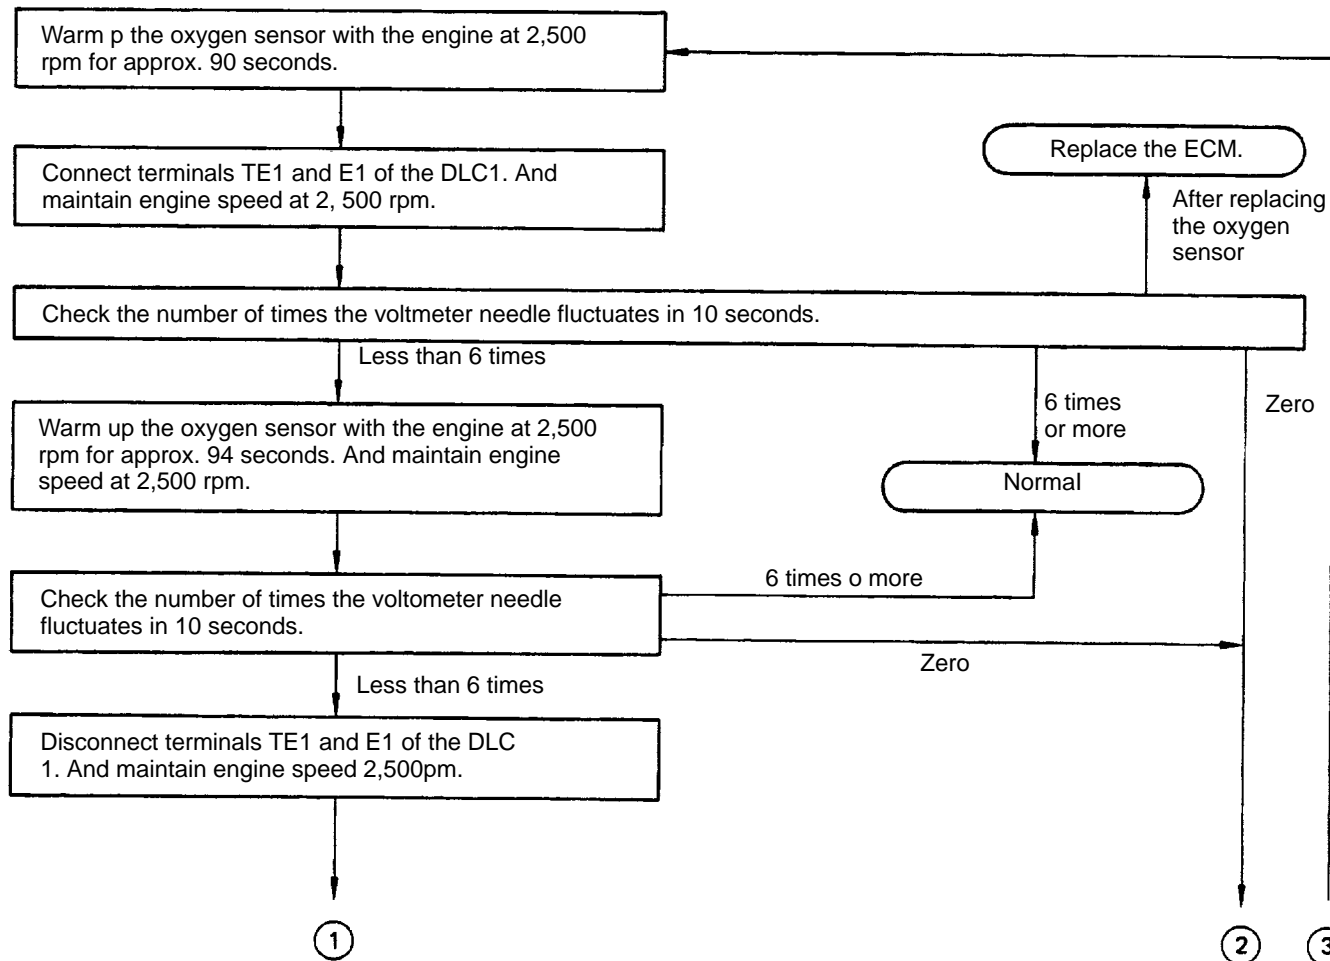 Warm p the oxygen sensor with the engine at 2,500
rpm for approx. 90 seconds.
Replace the ECM.
Connect terminals TE1 and E1 of the DLC1. And
maintain engine speed at 2, 500 rpm.
After replacing
the oxygen
sensor
Check the number of times the voltmeter needle fluctuates in 10 seconds.
Less than 6 times
6 times
or more
Zero
Warm up the oxygen sensor with the engine at 2,500
rpm for approx. 94 seconds. And maintain engine
speed at 2,500 rpm.
Normal
Check the number of times the voltometer needle
fluctuates in 10 seconds.
6 times o more
Zero
Less than 6 times
Disconnect terminals TE1 and E1 of the DLC
1. And maintain engine speed 2,500pm.
1
2
3